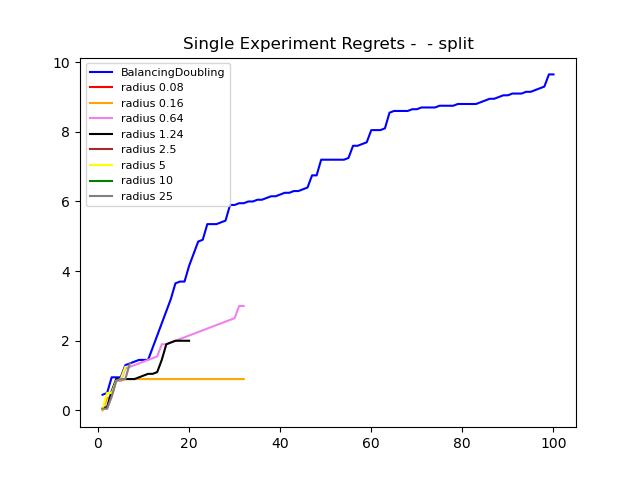 Single Experiment Regrets -  - split
10
8
6
4
2
0
BalancingDoubling
radius 0.08
radius 0.16
radius 0.64
radius 1.24
radius 2.5
radius 5
radius 10
radius 25
0 20 40 60 80 100